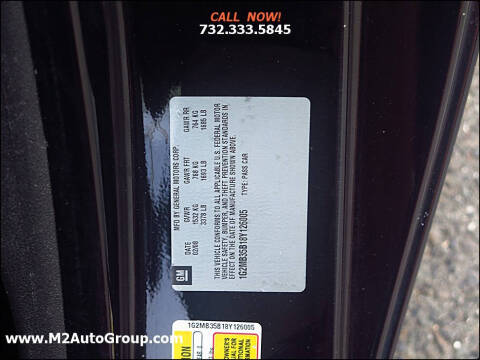 CALL NOW!
732.333.5845
MFD BY GENERAL MOTORS CORP.
DATE GVWR GAWR FRT GAWR RR
02/08 1532 KG 768 KG 764 KG
3378 LB 1693 LB 1685 LB
THIS VEHICLE CONFORMS TO ALL APPLICABLE U.S. FEDERAL MOTOR
VEHICLE SAFETY, BUMPER, AND THEFT PREVENTION STANDARDS IN
EFFECT ON THE DATE OF MANUFACTURE SHOWN ABOVE.
1G2MB35B18Y126005 TYPE: PASS CAR
GM
1G2MB35B18Y126005
OWNER'S
www.M2AutoGroup.com